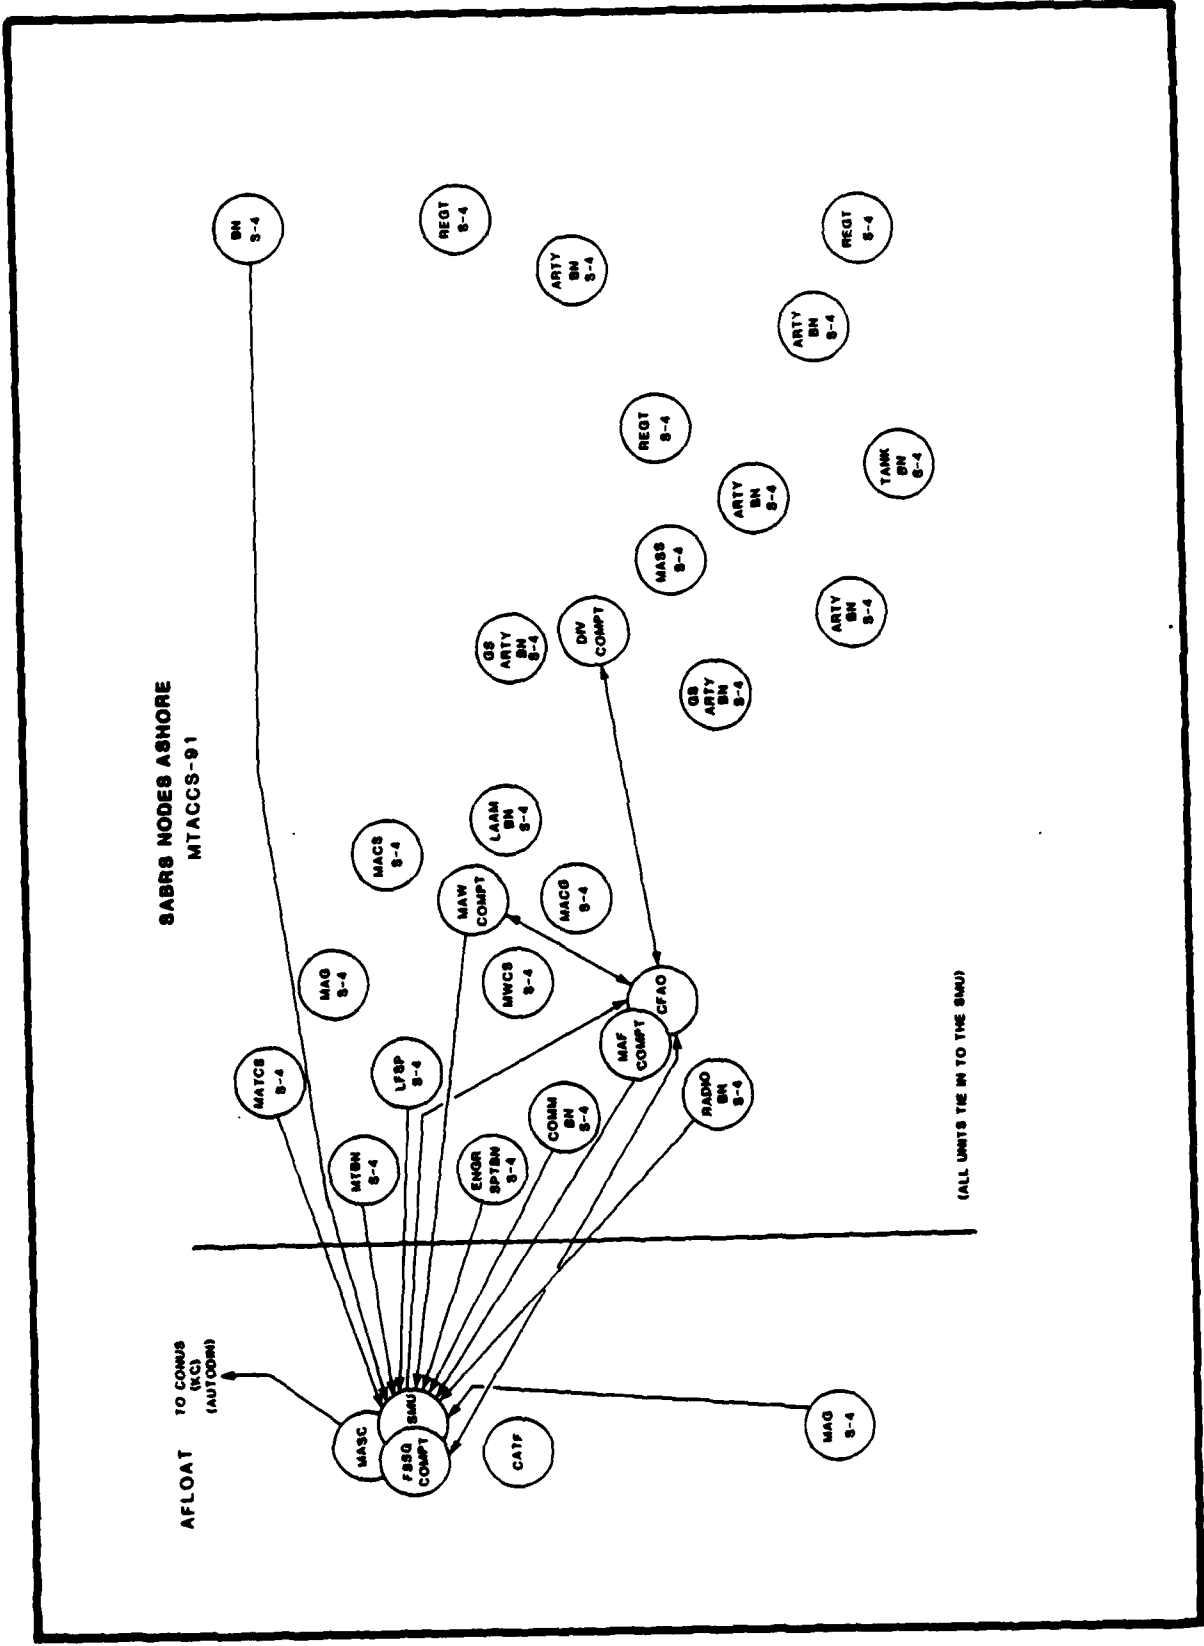 SABRS NODES ASHORE
MTACCS-91
AFLOAT
TO CONUS
(KC)
(AUTODIN)
MASC
SMU
FSSG
COMPT
CATF
MAG
S-4
MATCS
S-4
MTBN
S-4
MAG
S-4
LFSP
S-4
ENGR
SPTBN
S-4
COMM
BN
S-4
RADIO
BN
S-4
MAF
COMPT
CFAO
MWCS
S-4
MACG
S-4
MAW
COMPT
MACS
S-4
LAAM
BN
S-4
GS
ARTY
BN
S-4
DIV
COMPT
GS
ARTY
BN
S-4
MASS
S-4
ARTY
BN
S-4
ARTY
BN
S-4
REGT
S-4
TANK
BN
S-4
ARTY
BN
S-4
ARTY
BN
S-4
REGT
S-4
REGT
S-4
BN
S-4
(ALL UNITS TIE IN TO THE SMU)